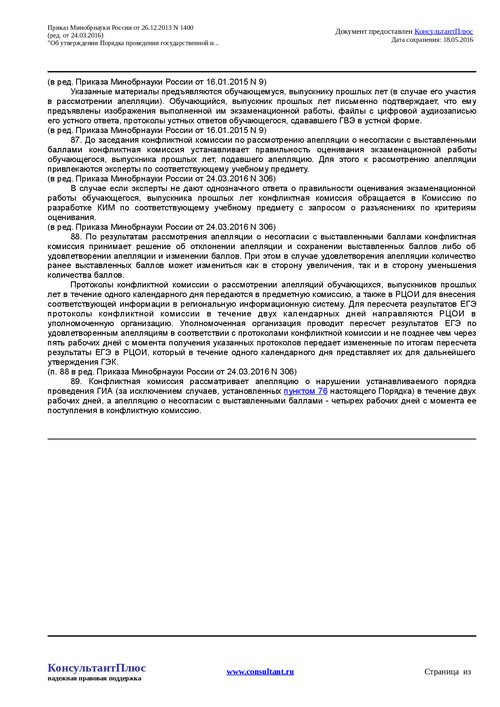 Приказ Минобрнауки России от 26.12.2013 N 1400
(ред. от 24.03.2016)
"Об утверждении Порядка проведения государственной и...
Документ предоставлен КонсультантПлюс
Дата сохранения: 18.05.2016
(в ред. Приказа Минобрнауки России от 16.01.2015 N 9)
Указанные материалы предъявляются обучающемуся, выпускнику прошлых лет (в случае его участия
в рассмотрении апелляции). Обучающийся, выпускник прошлых лет письменно подтверждает, что ему
предъявлены изображения выполненной им экзаменационной работы, файлы с цифровой аудиозаписью
его устного ответа, протоколы устных ответов обучающегося, сдававшего ГВЭ в устной форме.
(в ред. Приказа Минобрнауки России от 16.01.2015 N 9)
87. До заседания конфликтной комиссии по рассмотрению апелляции о несогласии с выставленными
баллами конфликтная комиссия устанавливает правильность оценивания экзаменационной работы
обучающегося, выпускника прошлых лет, подавшего апелляцию. Для этого к рассмотрению апелляции
привлекаются эксперты по соответствующему учебному предмету.
(в ред. Приказа Минобрнауки России от 24.03.2016 N 306)
В случае если эксперты не дают однозначного ответа о правильности оценивания экзаменационной
работы обучающегося, выпускника прошлых лет конфликтная комиссия обращается в Комиссию по
разработке КИМ по соответствующему учебному предмету с запросом о разъяснениях по критериям
оценивания.
(в ред. Приказа Минобрнауки России от 24.03.2016 N 306)
88. По результатам рассмотрения апелляции о несогласии с выставленными баллами конфликтная
комиссия принимает решение об отклонении апелляции и сохранении выставленных баллов либо об
удовлетворении апелляции и изменении баллов. При этом в случае удовлетворения апелляции количество
ранее выставленных баллов может измениться как в сторону увеличения, так и в сторону уменьшения
количества баллов.
Протоколы конфликтной комиссии о рассмотрении апелляций обучающихся, выпускников прошлых
лет в течение одного календарного дня передаются в предметную комиссию, а также в РЦОИ для внесения
соответствующей информации в региональную информационную систему. Для пересчета результатов ЕГЭ
протоколы конфликтной комиссии в течение двух календарных дней направляются РЦОИ в
уполномоченную организацию. Уполномоченная организация проводит пересчет результатов ЕГЭ по
удовлетворенным апелляциям в соответствии с протоколами конфликтной комиссии и не позднее чем через
пять рабочих дней с момента получения указанных протоколов передает измененные по итогам пересчета
результаты ЕГЭ в РЦОИ, который в течение одного календарного дня представляет их для дальнейшего
утверждения ГЭК.
(п. 88 в ред. Приказа Минобрнауки России от 24.03.2016 N 306)
89. Конфликтная комиссия рассматривает апелляцию о нарушении устанавливаемого порядка
проведения ГИА (за исключением случаев, установленных пунктом 76 настоящего Порядка) в течение двух
рабочих дней, а апелляцию о несогласии с выставленными баллами - четырех рабочих дней с момента ее
поступления в конфликтную комиссию.
КонсультантПлюс
надежная правовая поддержка
www.consultant.ru
Страница из